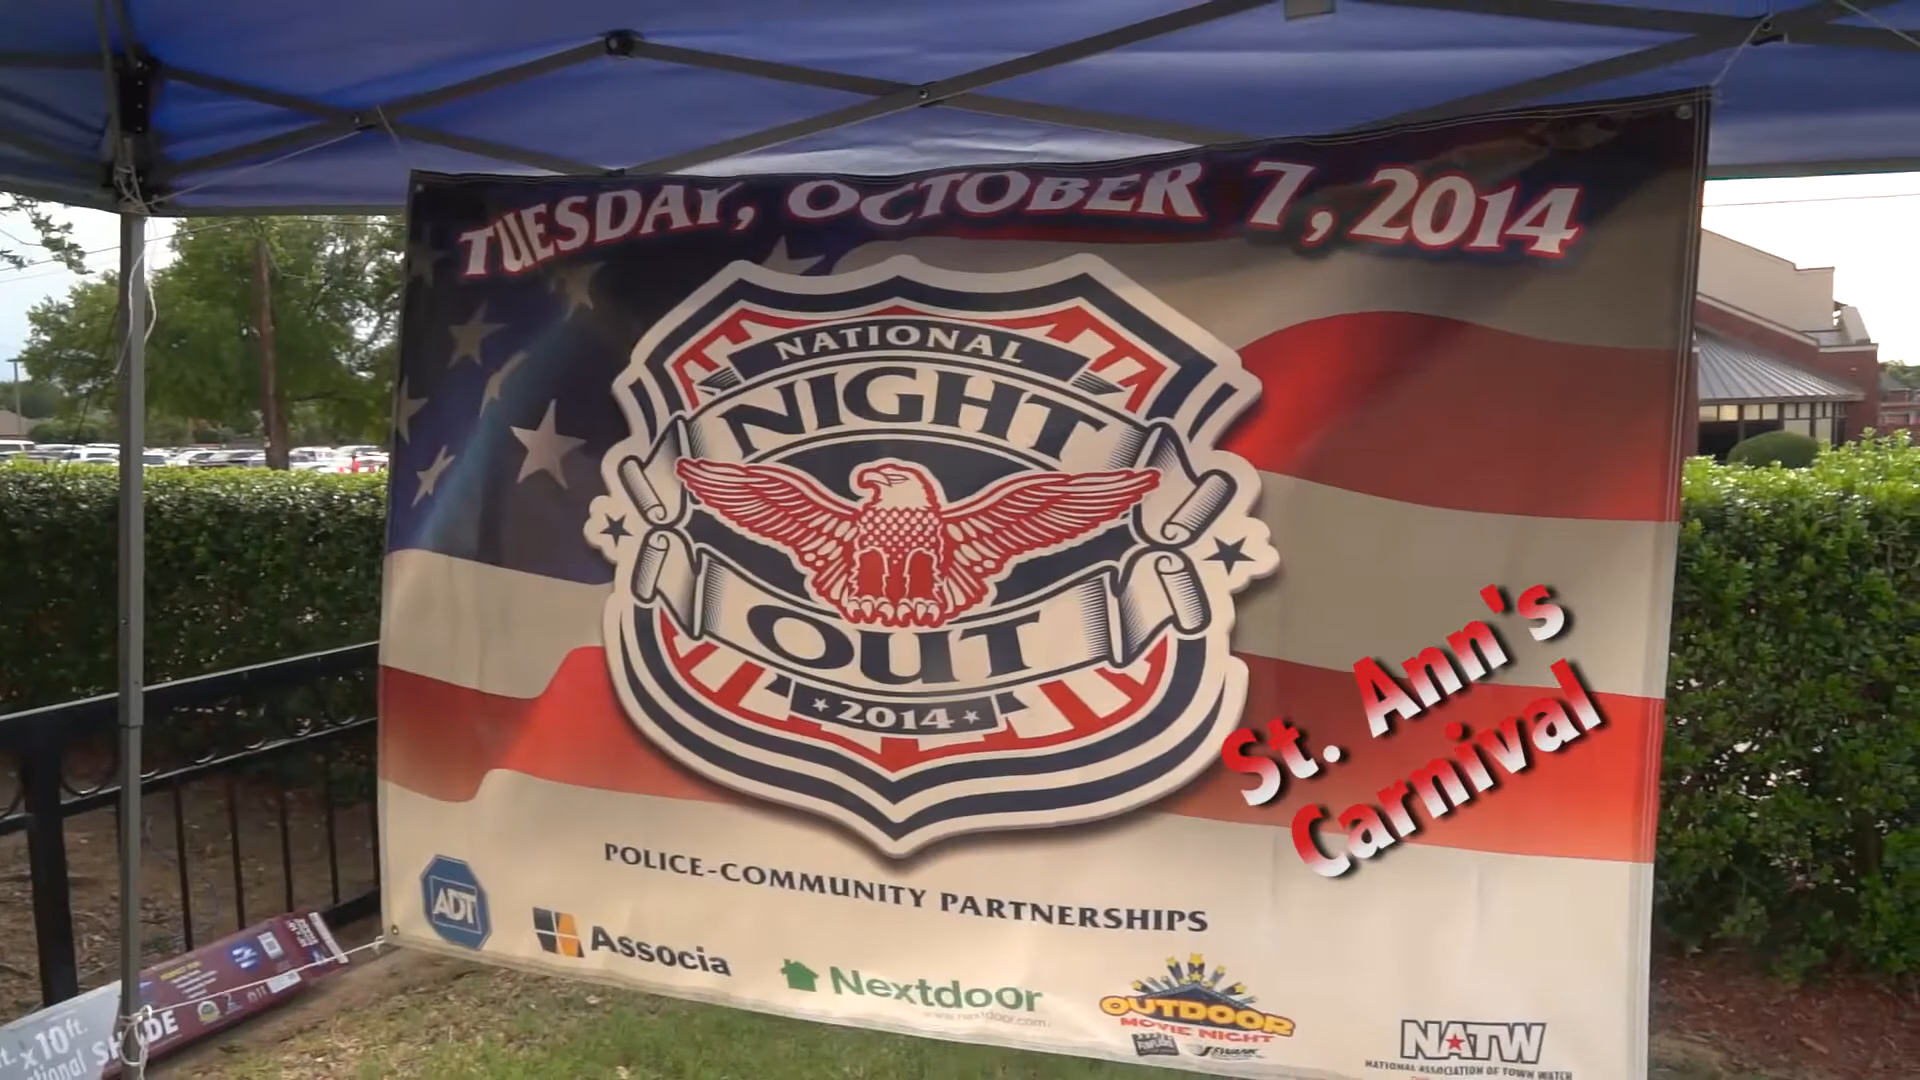 TUESDAY, OCTOBER 7, 2014
NATIONAL
NIGHT
OUT
2014
St. Ann's
Carnival
POLICE-COMMUNITY PARTNERSHIPS
ADT
Associa
Nextdoor
www.nextdoor.com
OUTDOOR
MOVIE NIGHT
NATW
NATIONAL ASSOCIATION OF TOWN WATCH
x10ft.
SHADE